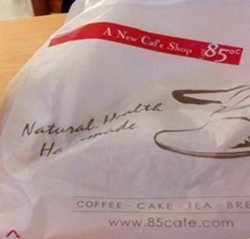 A New Cafe Shop 85°C
Natural Health
Handmade
COFFEE · CAKE · TEA · BRE
www.85cafe.com